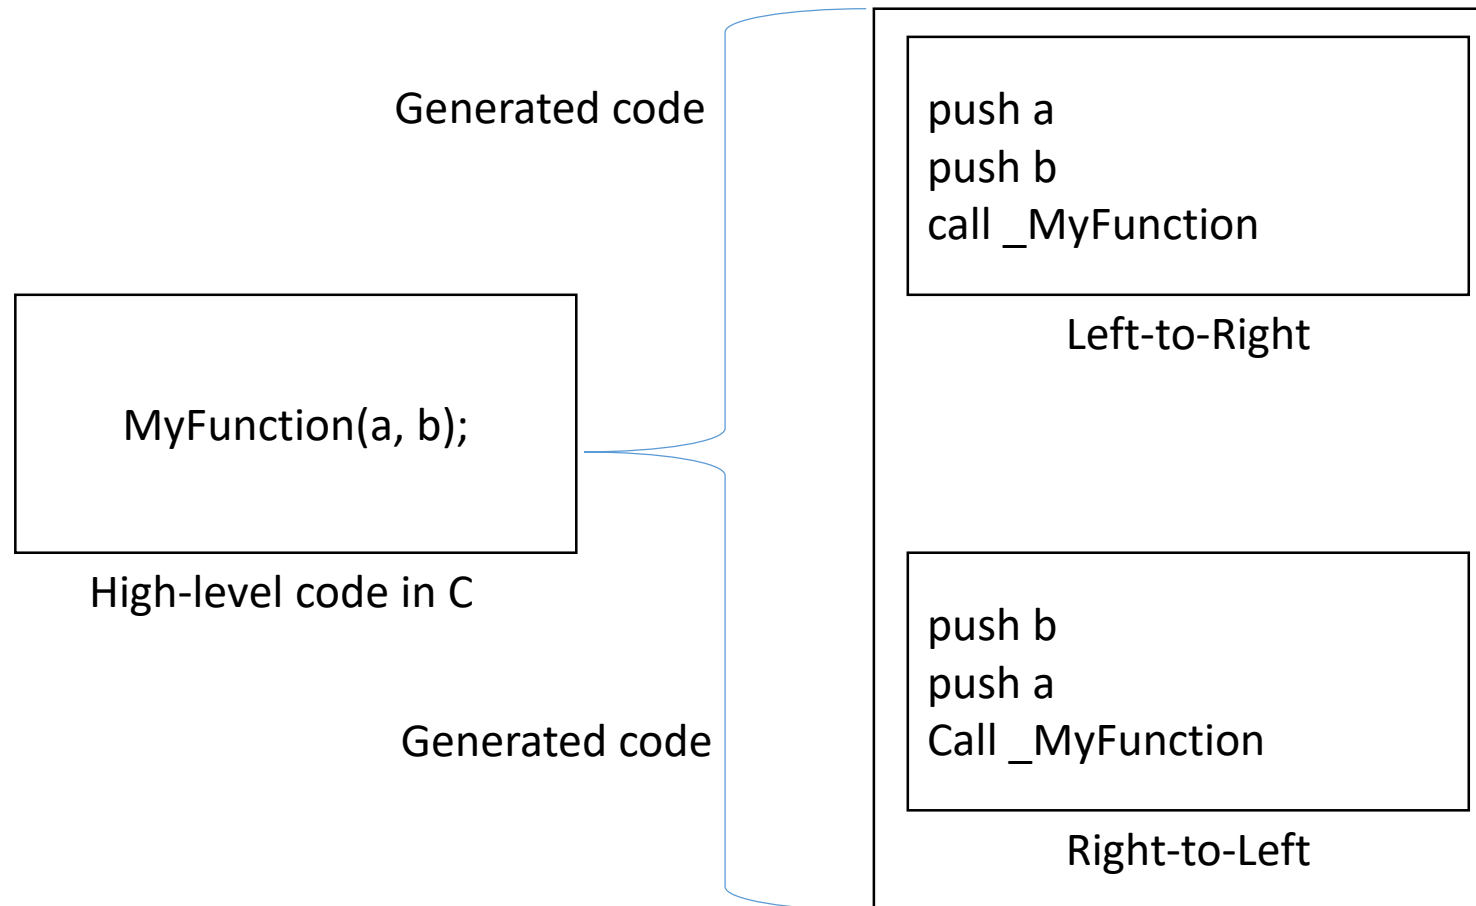 Generated code
push a
push b
call _MyFunction
Left-to-Right
MyFunction(a, b);
High-level code in C
Generated code
push b
push a
Call _MyFunction
Right-to-Left